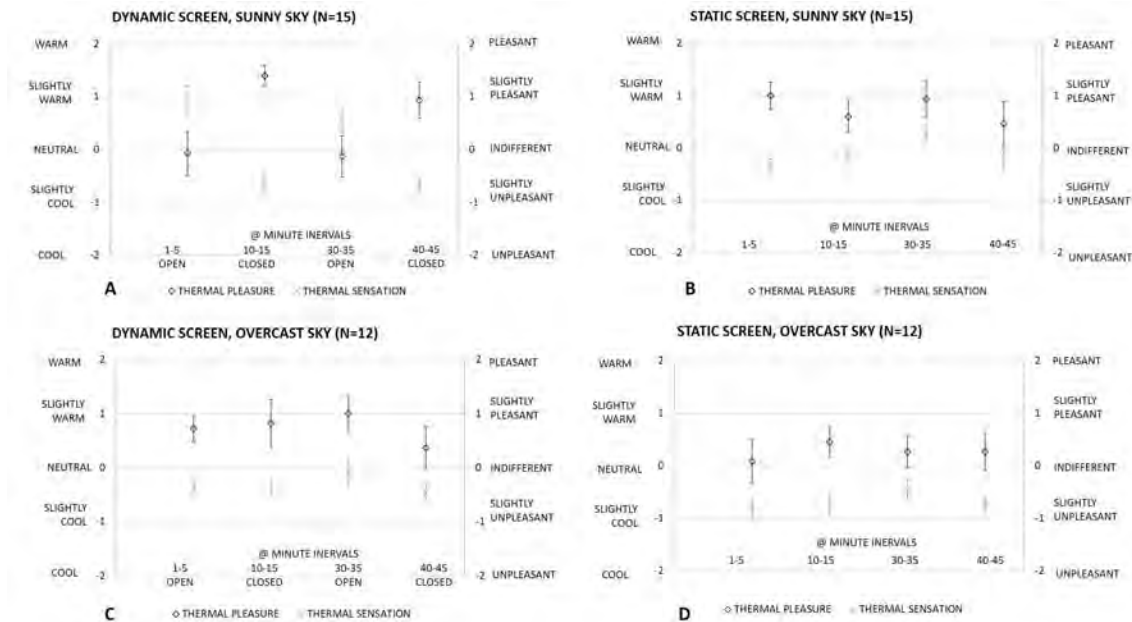 DYNAMIC SCREEN, SUNNY SKY (N=15)
WARM 2 2 PLEASANT
SLIGHTLY WARM 1 1 SLIGHTLY PLEASANT
NEUTRAL 0 0 INDIFFERENT
SLIGHTLY COOL -1 -1 SLIGHTLY UNPLEASANT
@ MINUTE INERVALS
1-5 10-15 30-35 40-45
COOL -2 OPEN CLOSED OPEN CLOSED -2 UNPLEASANT
A
THERMAL PLEASURE THERMAL SENSATION
STATIC SCREEN, SUNNY SKY (N=15)
WARM 2 2 PLEASANT
SLIGHTLY WARM 1 1 SLIGHTLY PLEASANT
NEUTRAL 0 0 INDIFFERENT
SLIGHTLY COOL -1 -1 SLIGHTLY UNPLEASANT
@ MINUTE INERVALS
1-5 10-15 30-35 40-45
COOL -2 -2 UNPLEASANT
B
THERMAL PLEASURE THERMAL SENSATION
DYNAMIC SCREEN, OVERCAST SKY (N=12)
WARM 2 2 PLEASANT
SLIGHTLY WARM 1 1 SLIGHTLY PLEASANT
NEUTRAL 0 0 INDIFFERENT
SLIGHTLY COOL -1 -1 SLIGHTLY UNPLEASANT
@ MINUTE INERVALS
1-5 10-15 30-35 40-45
COOL -2 OPEN CLOSED OPEN CLOSED -2 UNPLEASANT
C
THERMAL PLEASURE THERMAL SENSATION
STATIC SCREEN, OVERCAST SKY (N=12)
WARM 2 2 PLEASANT
SLIGHTLY WARM 1 1 SLIGHTLY PLEASANT
NEUTRAL 0 0 INDIFFERENT
SLIGHTLY COOL -1 -1 SLIGHTLY UNPLEASANT
@ MINUTE INERVALS
1-5 10-15 30-35 40-45
COOL -2 -2 UNPLEASANT
D
THERMAL PLEASURE THERMAL SENSATION